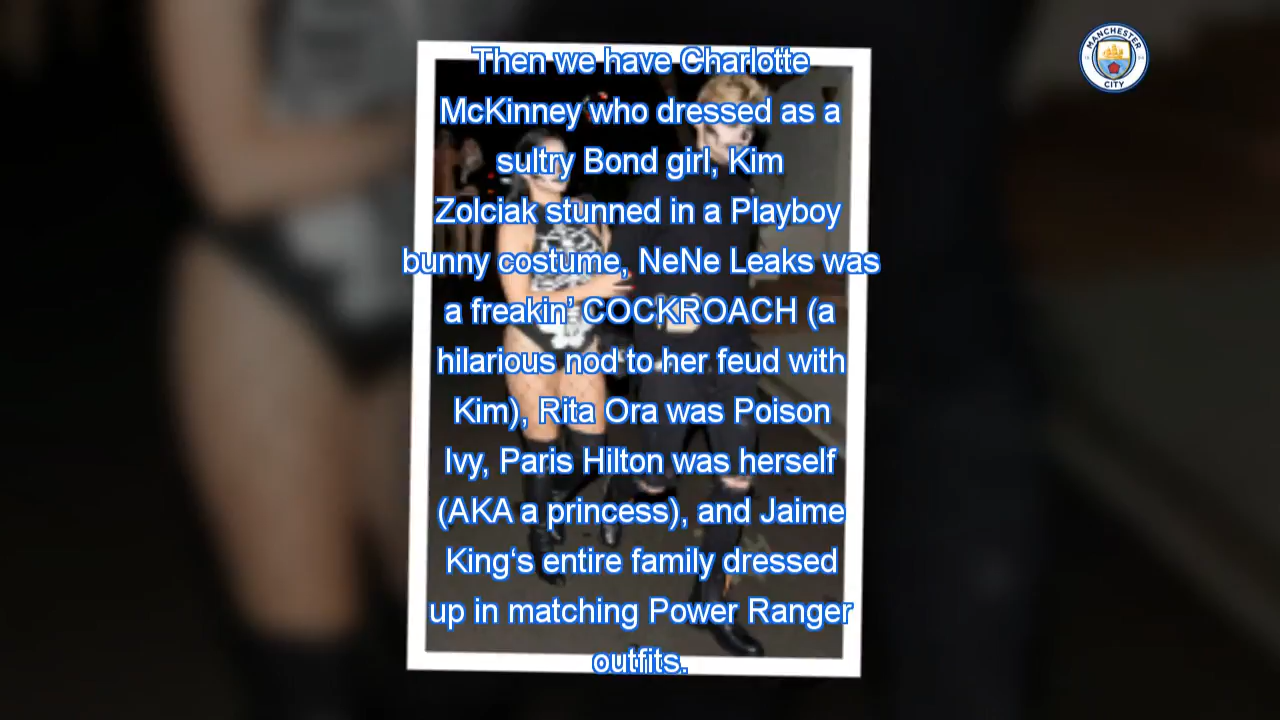 Then we have Charlotte
McKinney who dressed as a
sultry Bond girl, Kim
Zolciak stunned in a Playboy
bunny costume, NeNe Leaks was
a freakin’ COCKROACH (a
hilarious nod to her feud with
Kim), Rita Ora was Poison
Ivy, Paris Hilton was herself
(AKA a princess), and Jaime
King‘s entire family dressed
up in matching Power Ranger
outfits.
MANCHESTER
CITY